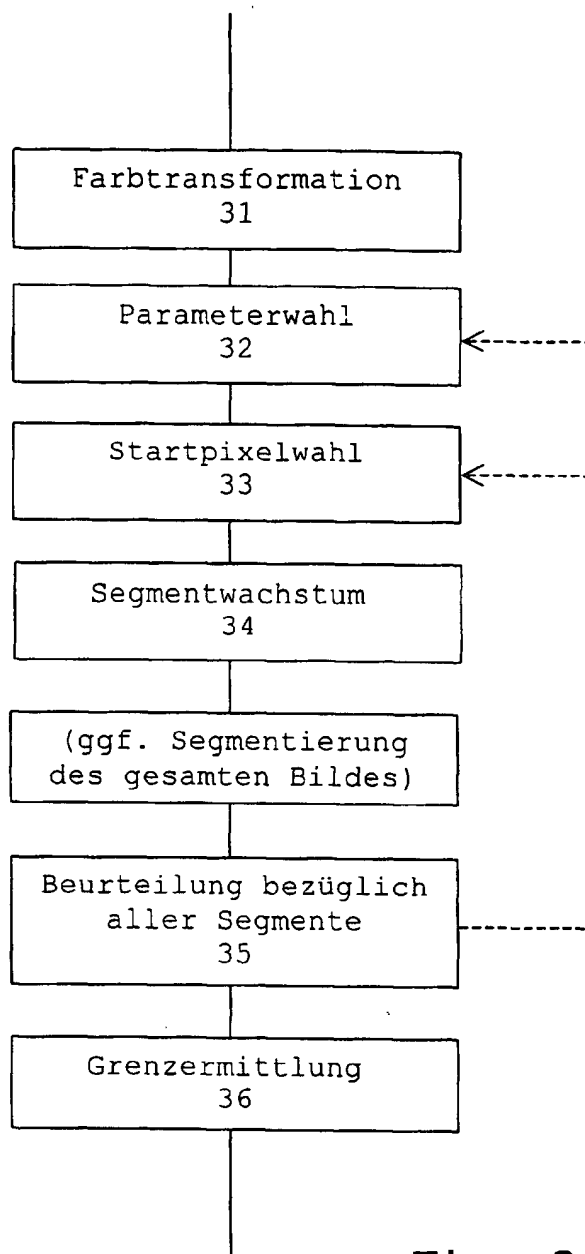 Farbtransformation
31
Parameterwahl
32
Startpixelwahl
33
Segmentwachstum
34
(ggf. Segmentierung
des gesamten Bildes)
Beurteilung bezüglich
aller Segmente
35
Grenzermittlung
36